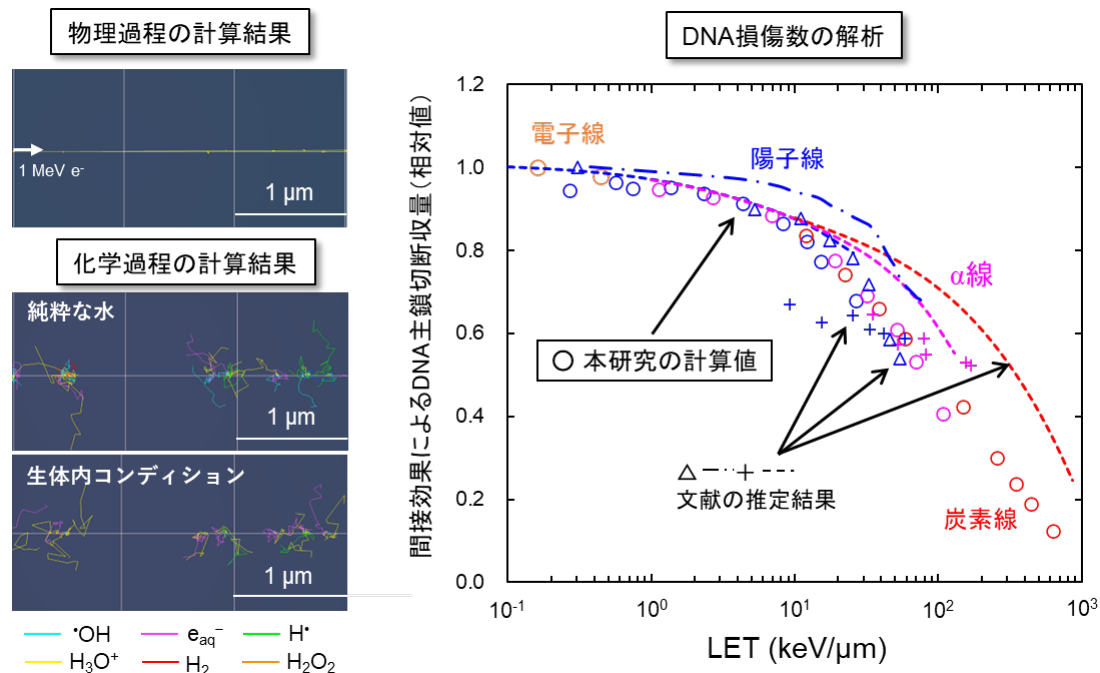 物理過程の計算結果
1 MeV e-
1 μm
化学過程の計算結果
純粋な水
1 μm
生体内コンディション
1 μm
•OH
eaq−
H•
H3O+
H2
H2O2
DNA損傷数の解析
間接効果によるDNA主鎖切断収量(相対値)
1.2
1.0
0.8
0.6
0.4
0.2
0.0
電子線
陽子線
α線
炭素線
○ 本研究の計算値
△ — ·· + - - -
文献の推定結果
10-1
100
101
102
103
LET (keV/μm)